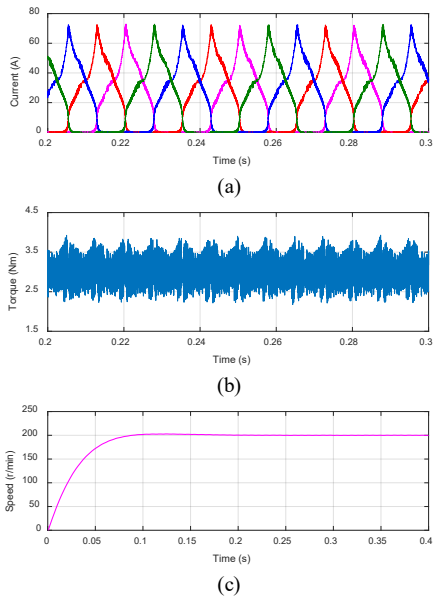 80
60
40
20
0
Current (A)
0.2 0.22 0.24 0.26 0.28 0.3
Time (s)
(a)
4.5
3.5
2.5
1.5
Torque (Nm)
0.2 0.22 0.24 0.26 0.28 0.3
Time (s)
(b)
250
200
150
100
50
0
Speed (r/min)
0 0.05 0.1 0.15 0.2 0.25 0.3 0.35 0.4
Time (s)
(c)